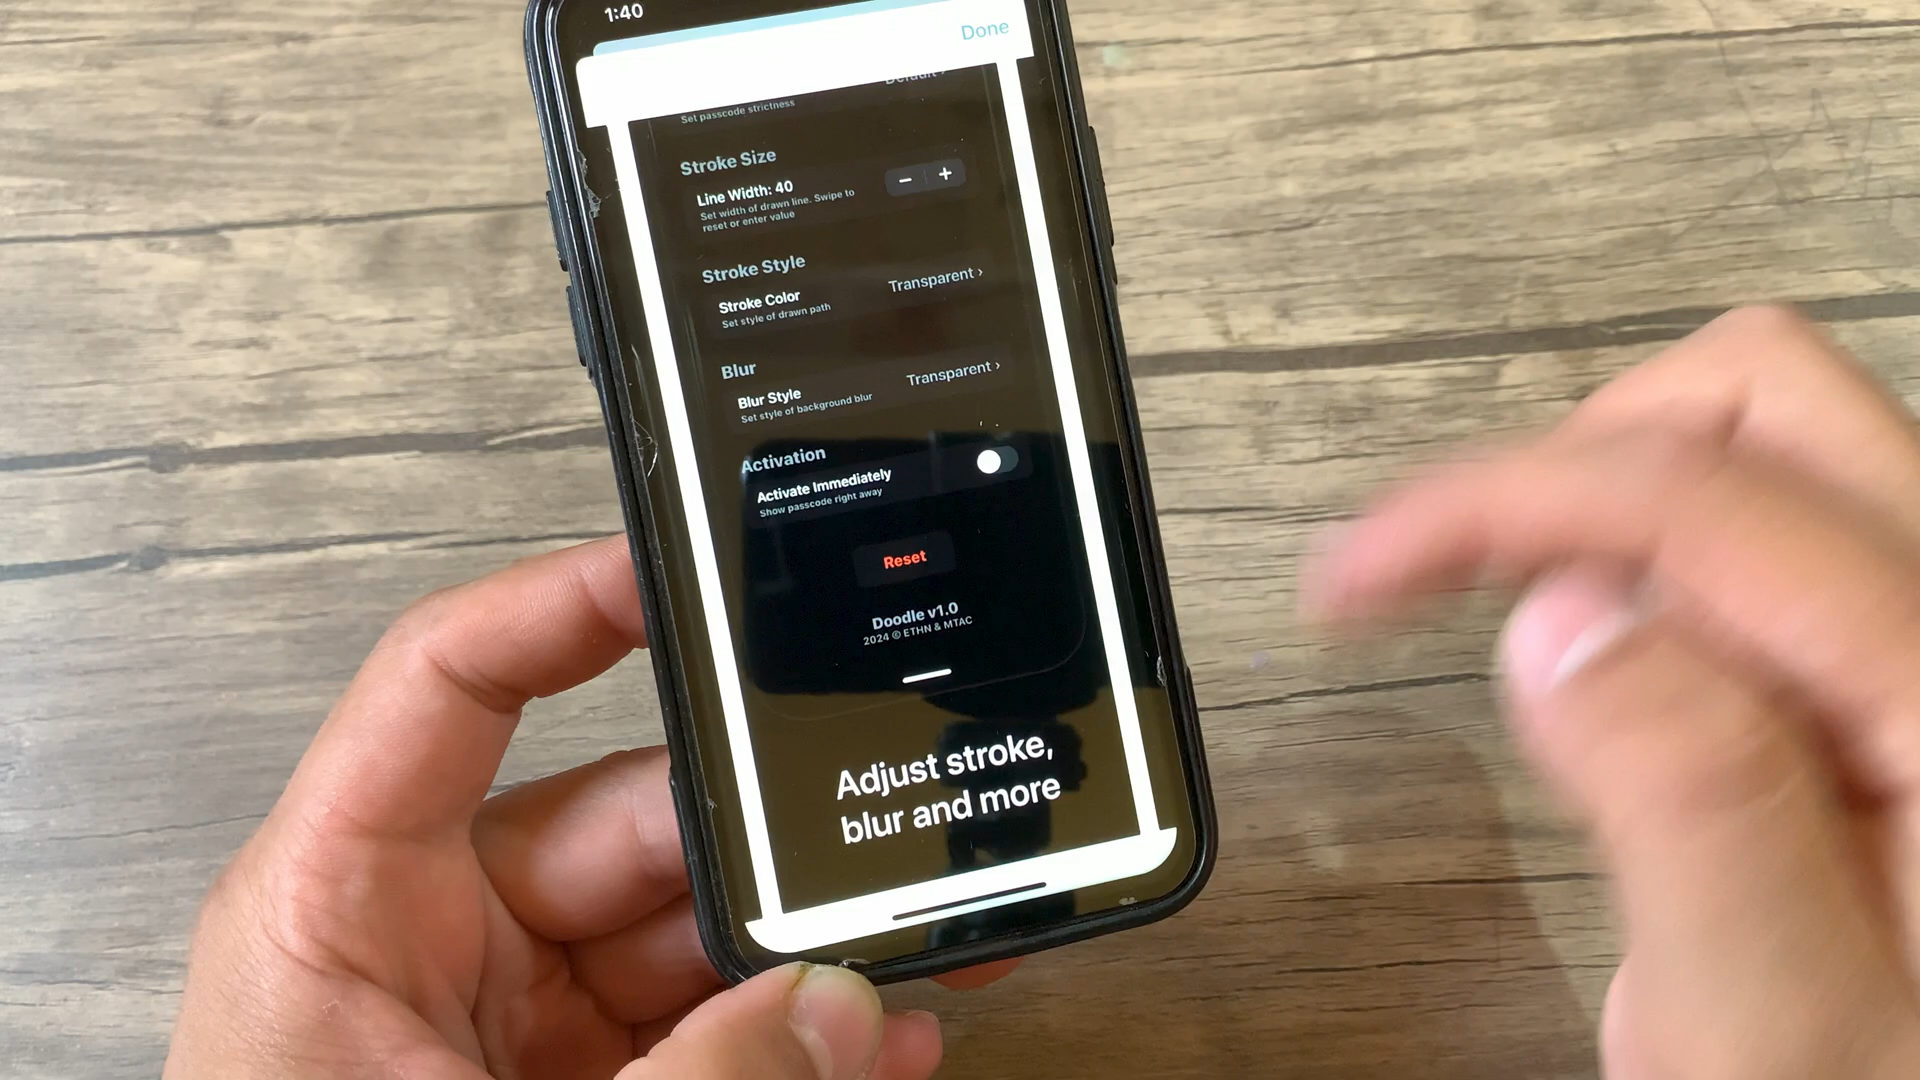 1:40
Done
Default ›
Set passcode strictness
Stroke Size
Line Width: 40
Set width of drawn line. Swipe to
reset or enter value
− +
Stroke Style
Stroke Color
Set style of drawn path
Transparent ›
Blur
Blur Style
Set style of background blur
Transparent ›
Activation
Activate Immediately
Show passcode right away
Reset
Doodle v1.0
2024 © ETHN & MTAC
Adjust stroke,
blur and more